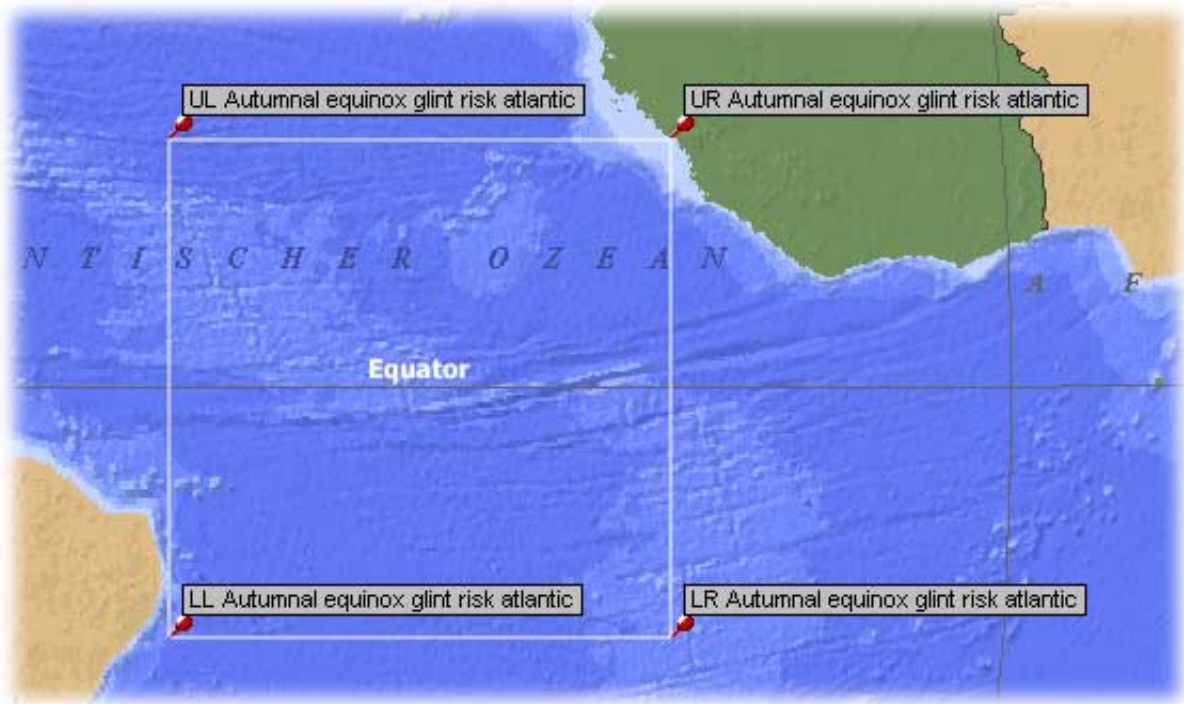 UL Autumnal equinox glint risk atlantic
UR Autumnal equinox glint risk atlantic
N T I S C H E R O Z E A N
A F
Equator
LL Autumnal equinox glint risk atlantic
LR Autumnal equinox glint risk atlantic